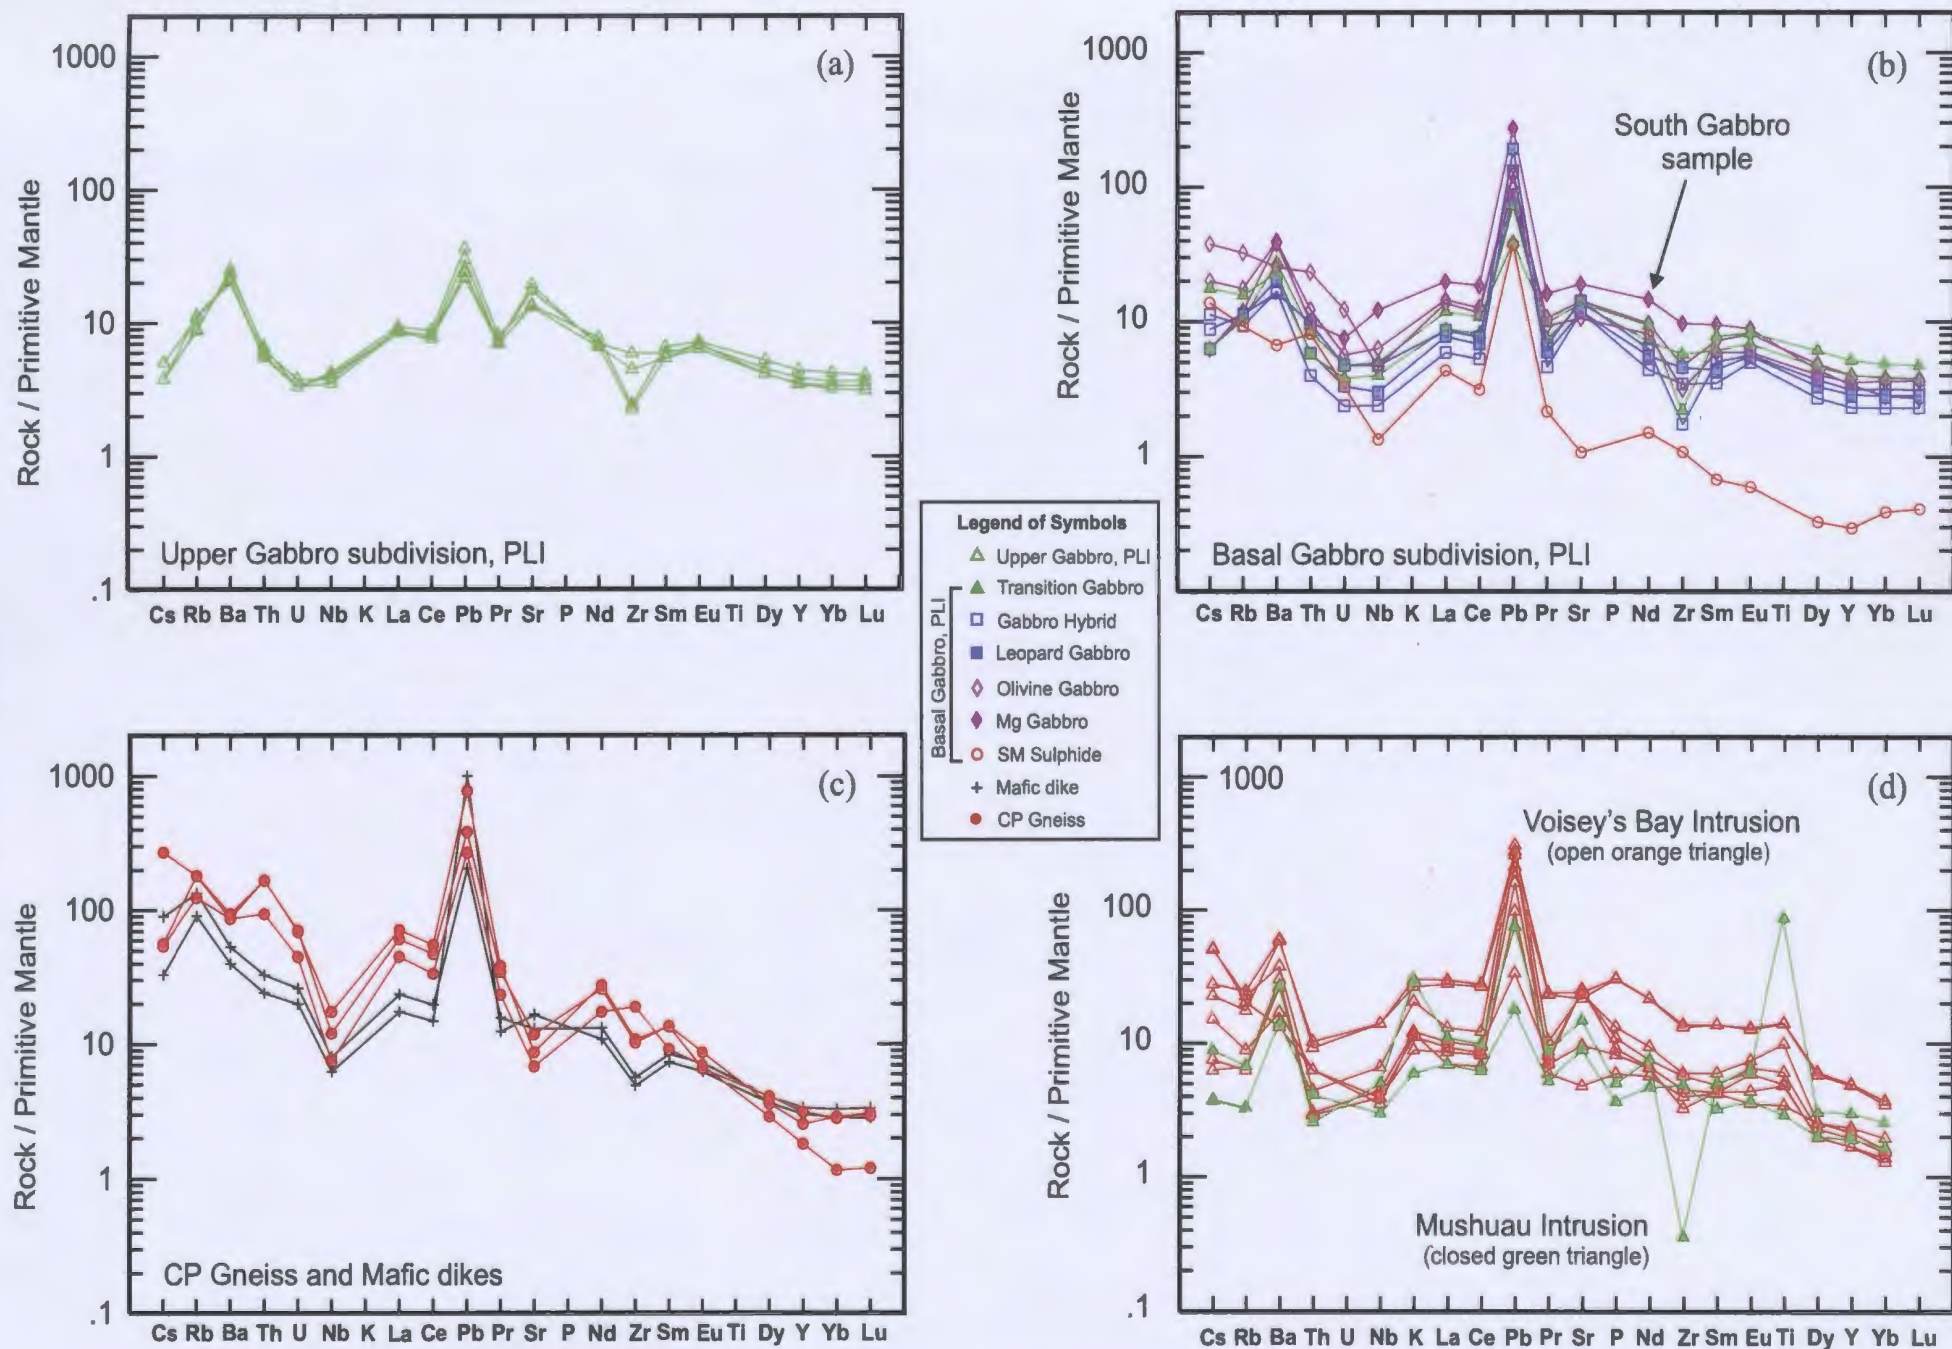 (a)
1000
100
10
1
.1
Rock / Primitive Mantle
Upper Gabbro subdivision, PLI
Cs Rb Ba Th U Nb K La Ce Pb Pr Sr P Nd Zr Sm Eu Ti Dy Y Yb Lu
(b)
1000
100
10
1
.1
Rock / Primitive Mantle
South Gabbro
sample
Basal Gabbro subdivision, PLI
Cs Rb Ba Th U Nb K La Ce Pb Pr Sr P Nd Zr Sm Eu Ti Dy Y Yb Lu
Legend of Symbols
Upper Gabbro, PLI
Transition Gabbro
Gabbro Hybrid
Leopard Gabbro
Olivine Gabbro
Mg Gabbro
SM Sulphide
Mafic dike
CP Gneiss
Basal Gabbro, PLI
(c)
1000
100
10
1
.1
Rock / Primitive Mantle
CP Gneiss and Mafic dikes
Cs Rb Ba Th U Nb K La Ce Pb Pr Sr P Nd Zr Sm Eu Ti Dy Y Yb Lu
(d)
1000
100
10
1
.1
Rock / Primitive Mantle
Voisey's Bay Intrusion
(open orange triangle)
Mushuau Intrusion
(closed green triangle)
Cs Rb Ba Th U Nb K La Ce Pb Pr Sr P Nd Zr Sm Eu Ti Dy Y Yb Lu